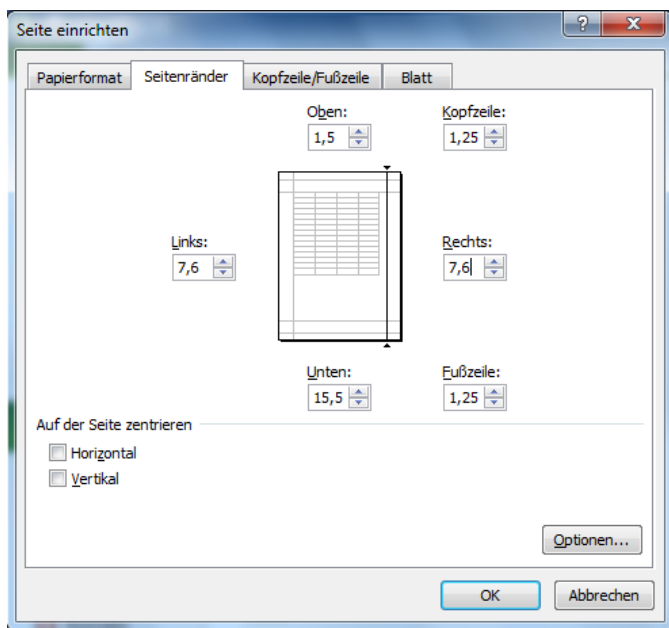 Seite einrichten
Papierformat Seitenränder Kopfzeile/Fußzeile Blatt
Oben: Kopfzeile:
1,5 1,25
Links: Rechts:
7,6 7,6
Unten: Fußzeile:
15,5 1,25
Auf der Seite zentrieren
Horizontal
Vertikal
Optionen...
OK Abbrechen